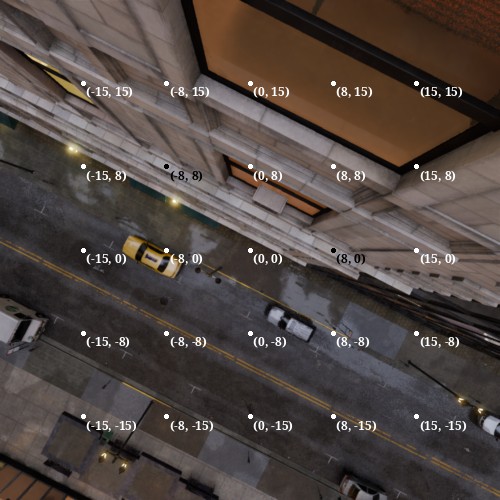 (-15, 15) (-8, 15) (0, 15) (8, 15) (15, 15)
(-15, 8) (-8, 8) (0, 8) (8, 8) (15, 8)
(-15, 0) (-8, 0) (0, 0) (8, 0) (15, 0)
(-15, -8) (-8, -8) (0, -8) (8, -8) (15, -8)
(-15, -15) (-8, -15) (0, -15) (8, -15) (15, -15)